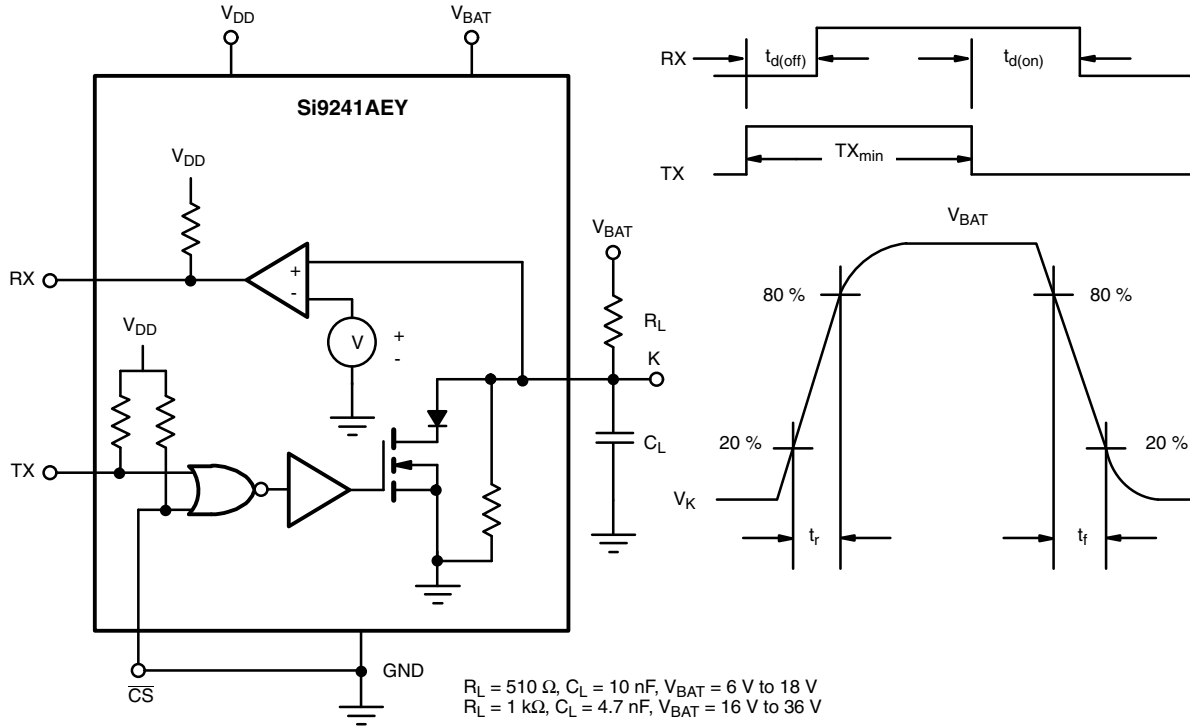 VDD
VBAT
Si9241AEY
VDD
RX
+
-
V
+
-
VBAT
RL
K
CL
VDD
TX
CS
GND
RX
td(off)
td(on)
TX
TXmin
VBAT
80 %
80 %
20 %
20 %
VK
tr
tf
RL = 510 Ω, CL = 10 nF, VBAT = 6 V to 18 V
RL = 1 kΩ, CL = 4.7 nF, VBAT = 16 V to 36 V